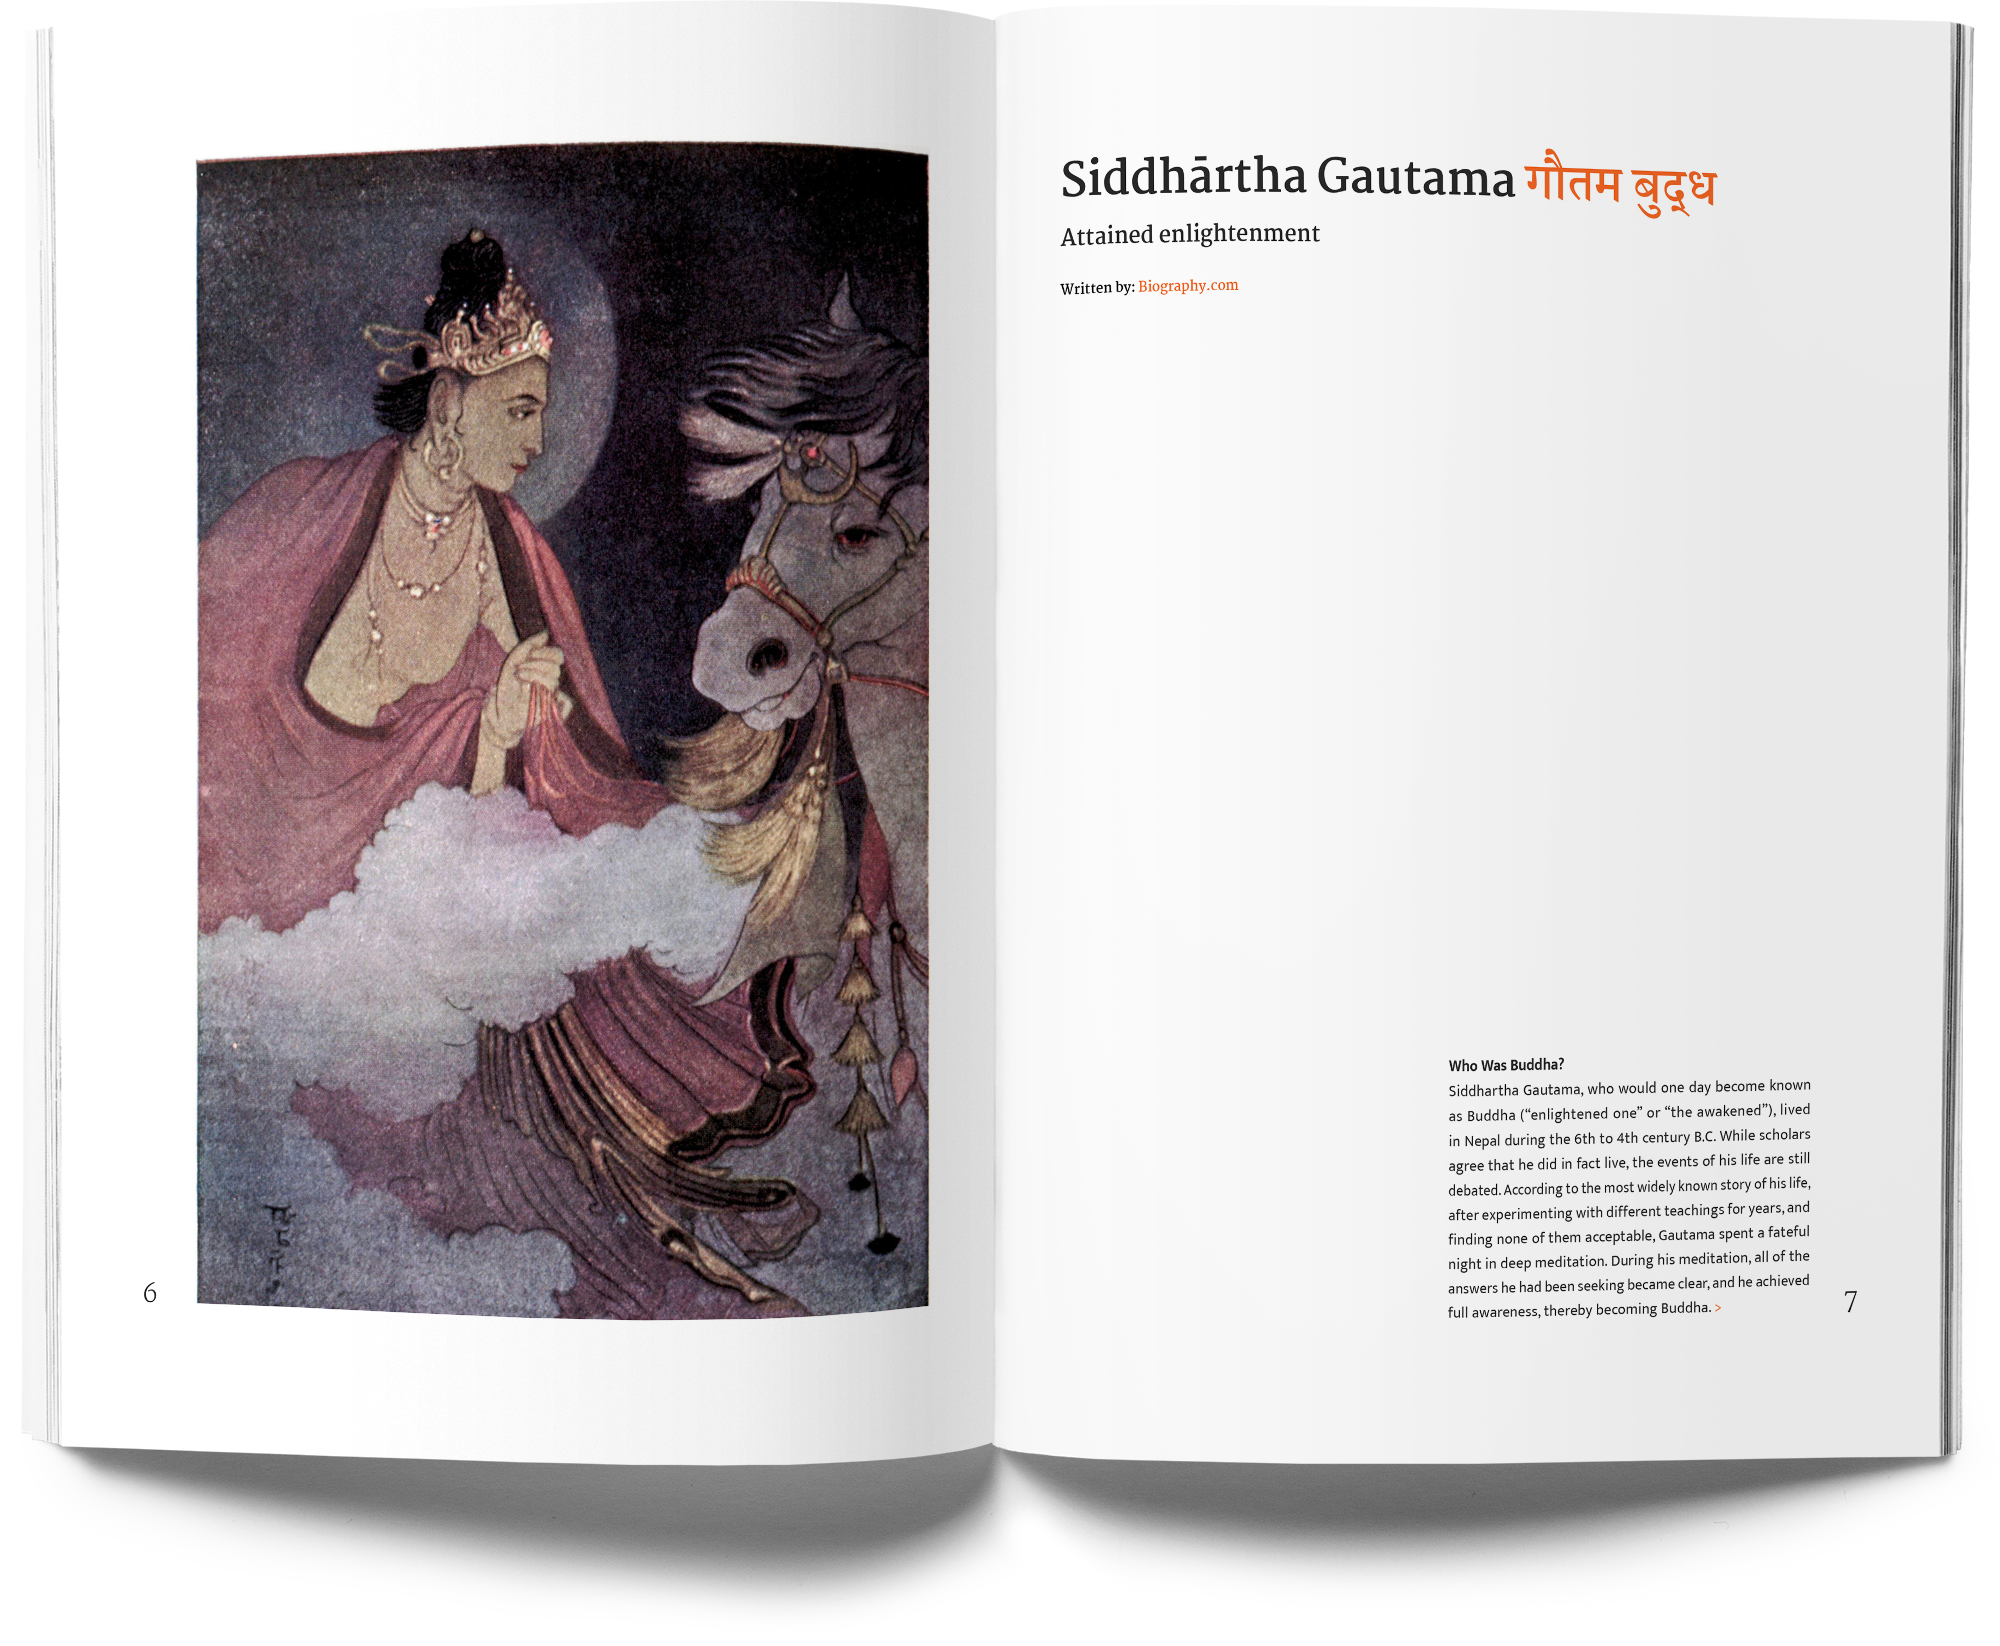 Siddhārtha Gautama गौतम बुद्ध
Attained enlightenment
Written by: Biography.com
Who Was Buddha?
Siddhartha Gautama, who would one day become known
as Buddha (“enlightened one” or “the awakened”), lived
in Nepal during the 6th to 4th century B.C. While scholars
agree that he did in fact live, the events of his life are still
debated. According to the most widely known story of his life,
after experimenting with different teachings for years, and
finding none of them acceptable, Gautama spent a fateful
night in deep meditation. During his meditation, all of the
answers he had been seeking became clear, and he achieved
full awareness, thereby becoming Buddha. >
6
7